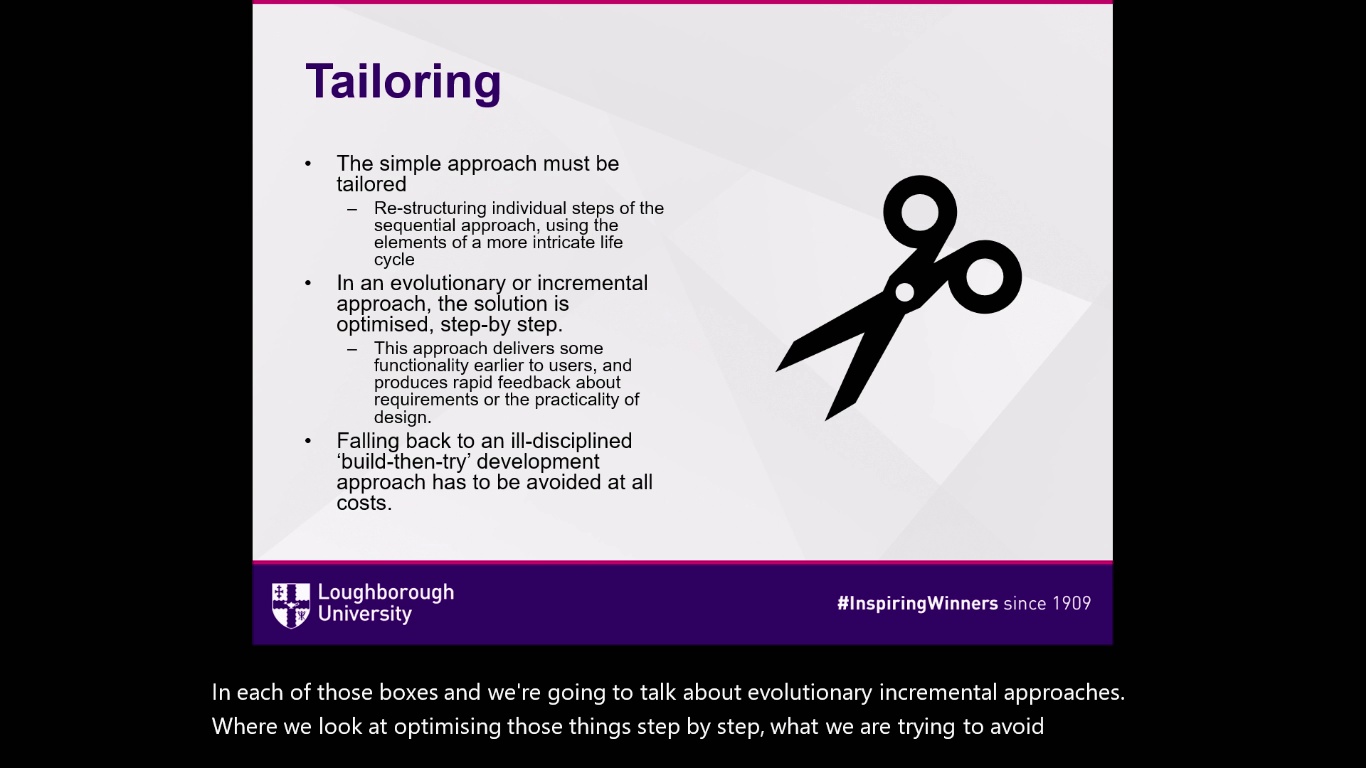 Tailoring
• The simple approach must be
tailored
– Re-structuring individual steps of the
sequential approach, using the
elements of a more intricate life
cycle
• In an evolutionary or incremental
approach, the solution is
optimised, step-by step.
– This approach delivers some
functionality earlier to users, and
produces rapid feedback about
requirements or the practicality of
design.
• Falling back to an ill-disciplined
‘build-then-try’ development
approach has to be avoided at all
costs.
Loughborough
University
#InspiringWinners since 1909
In each of those boxes and we're going to talk about evolutionary incremental approaches.
Where we look at optimising those things step by step, what we are trying to avoid